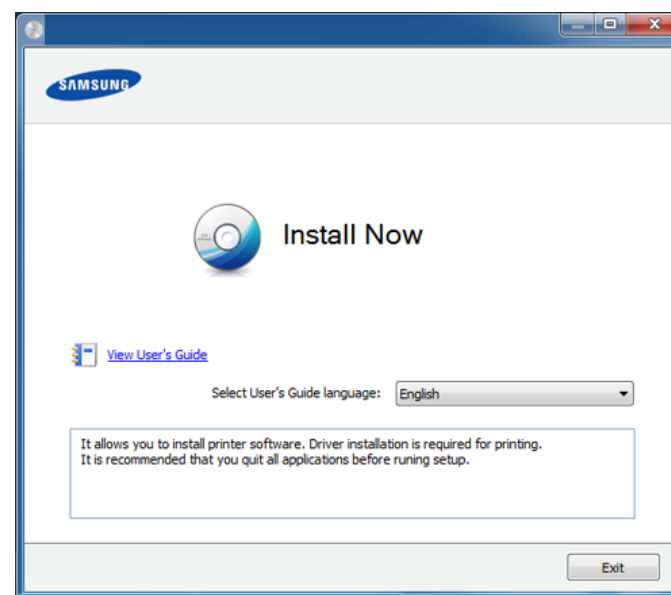 SAMSUNG
Install Now
View User's Guide
Select User's Guide language: English
It allows you to install printer software. Driver installation is required for printing.
It is recommended that you quit all applications before runing setup.
Exit